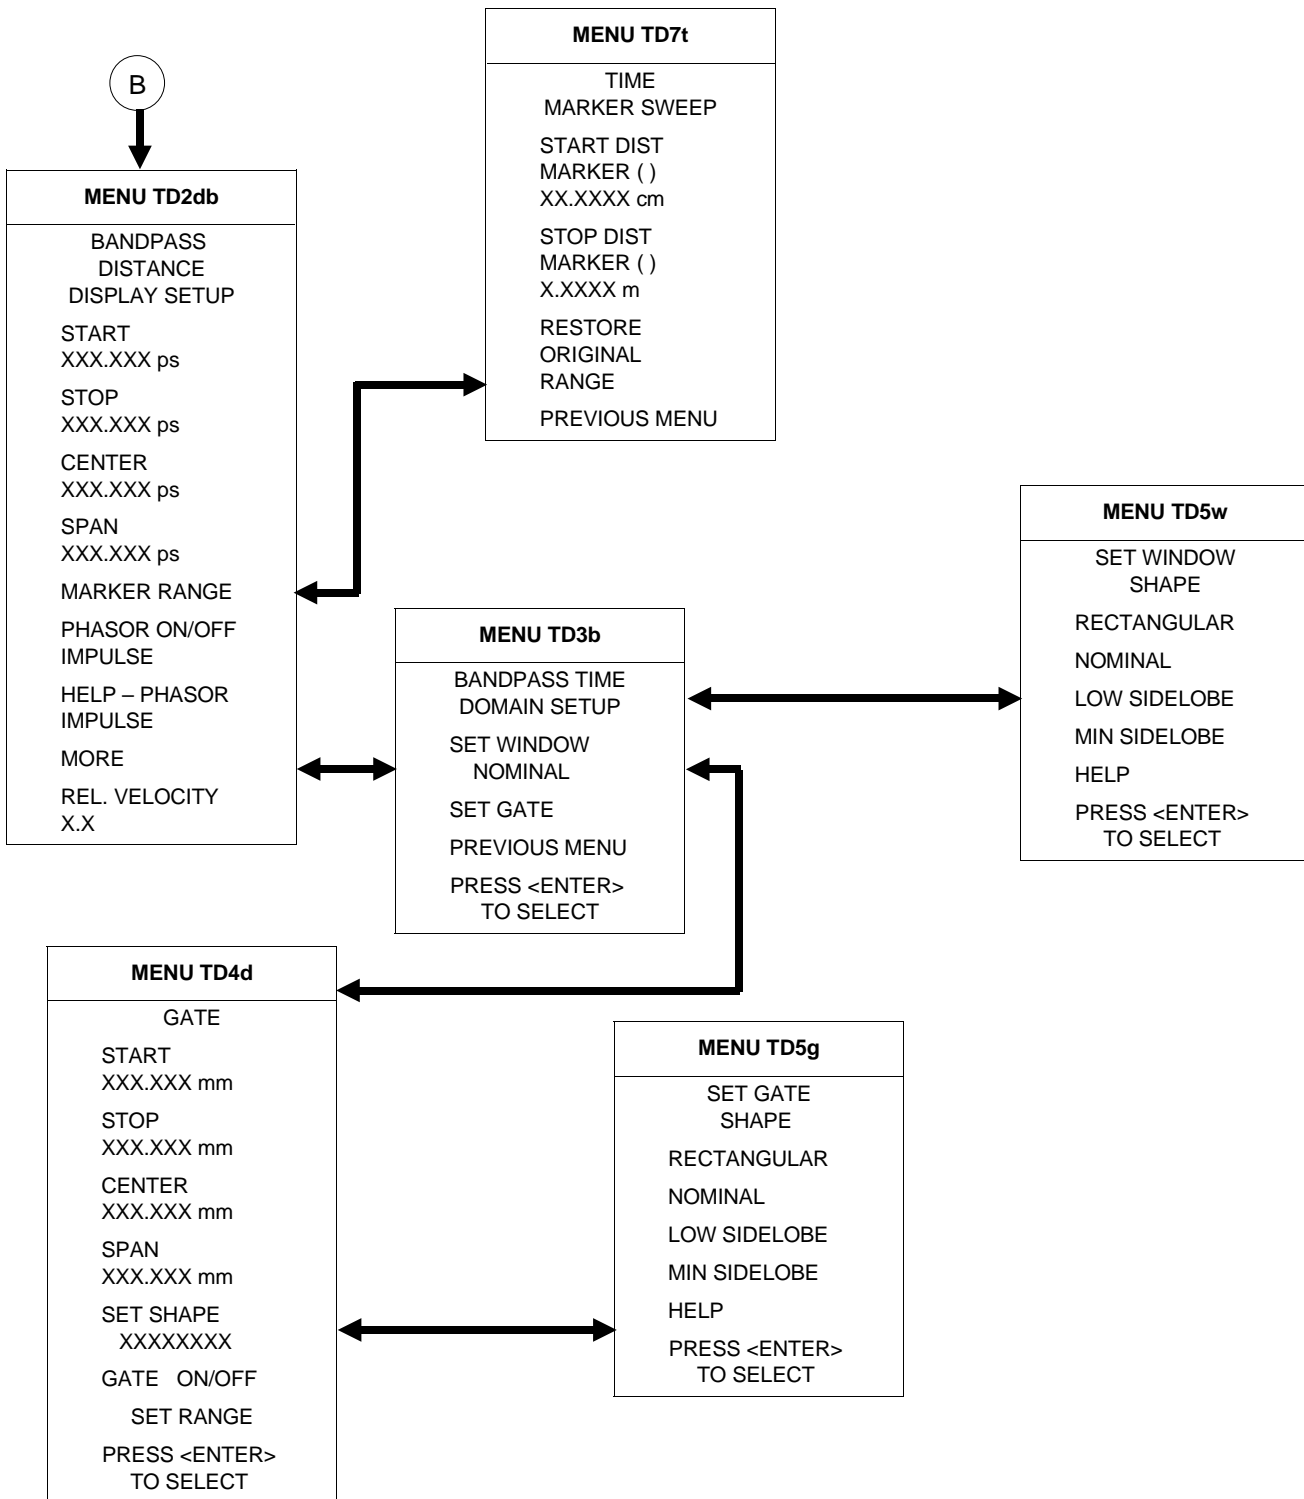 B
MENU TD2db
BANDPASS
DISTANCE
DISPLAY SETUP
START
XXX.XXX ps
STOP
XXX.XXX ps
CENTER
XXX.XXX ps
SPAN
XXX.XXX ps
MARKER RANGE
PHASOR ON/OFF
IMPULSE
HELP – PHASOR
IMPULSE
MORE
REL. VELOCITY
X.X
MENU TD7t
TIME
MARKER SWEEP
START DIST
MARKER ( )
XX.XXXX cm
STOP DIST
MARKER ( )
X.XXXX m
RESTORE
ORIGINAL
RANGE
PREVIOUS MENU
MENU TD3b
BANDPASS TIME
DOMAIN SETUP
SET WINDOW
NOMINAL
SET GATE
PREVIOUS MENU
PRESS <ENTER>
TO SELECT
MENU TD5w
SET WINDOW
SHAPE
RECTANGULAR
NOMINAL
LOW SIDELOBE
MIN SIDELOBE
HELP
PRESS <ENTER>
TO SELECT
MENU TD4d
GATE
START
XXX.XXX mm
STOP
XXX.XXX mm
CENTER
XXX.XXX mm
SPAN
XXX.XXX mm
SET SHAPE
XXXXXXXX
GATE ON/OFF
SET RANGE
PRESS <ENTER>
TO SELECT
MENU TD5g
SET GATE
SHAPE
RECTANGULAR
NOMINAL
LOW SIDELOBE
MIN SIDELOBE
HELP
PRESS <ENTER>
TO SELECT